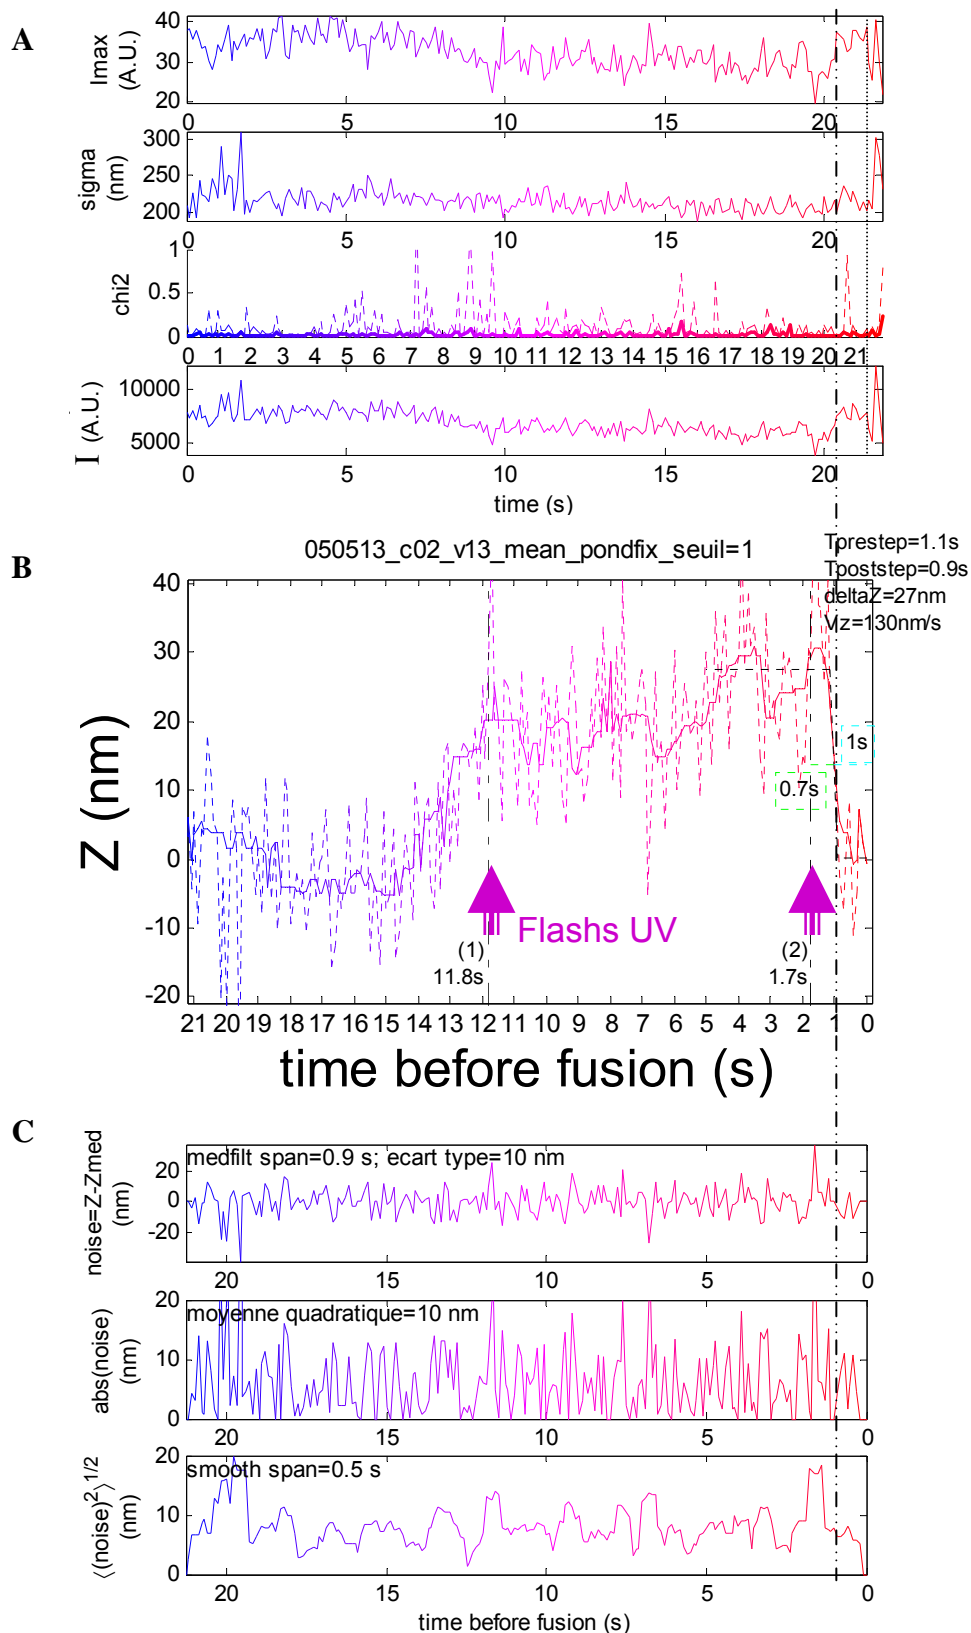 A
Imax
(A.U.)
40
30
20
0 5 10 15 20
sigma
(nm)
300
250
200
0 5 10 15 20
chi2
1
0.5
0
0 1 2 3 4 5 6 7 8 9 10 11 12 13 14 15 16 17 18 19 20 21
I (A.U.)
10000
5000
0 5 10 15 20
time (s)
B
050513_c02_v13_mean_pondfix_seuil=1
Tprestep=1.1s
Tpoststep=0.9s
deltaZ=27nm
Vz=130nm/s
Z (nm)
40
30
20
10
0
-10
-20
1s
0.7s
Flashs UV
(1)
11.8s
(2)
1.7s
21 20 19 18 17 16 15 14 13 12 11 10 9 8 7 6 5 4 3 2 1 0
time before fusion (s)
C
noise=Z-Zmed
(nm)
medfilt span=0.9 s; ecart type=10 nm
20
0
-20
20 15 10 5 0
abs(noise)
(nm)
moyenne quadratique=10 nm
20
10
0
20 15 10 5 0
⟨(noise)²⟩^1/2
(nm)
smooth span=0.5 s
20
10
0
20 15 10 5 0
time before fusion (s)